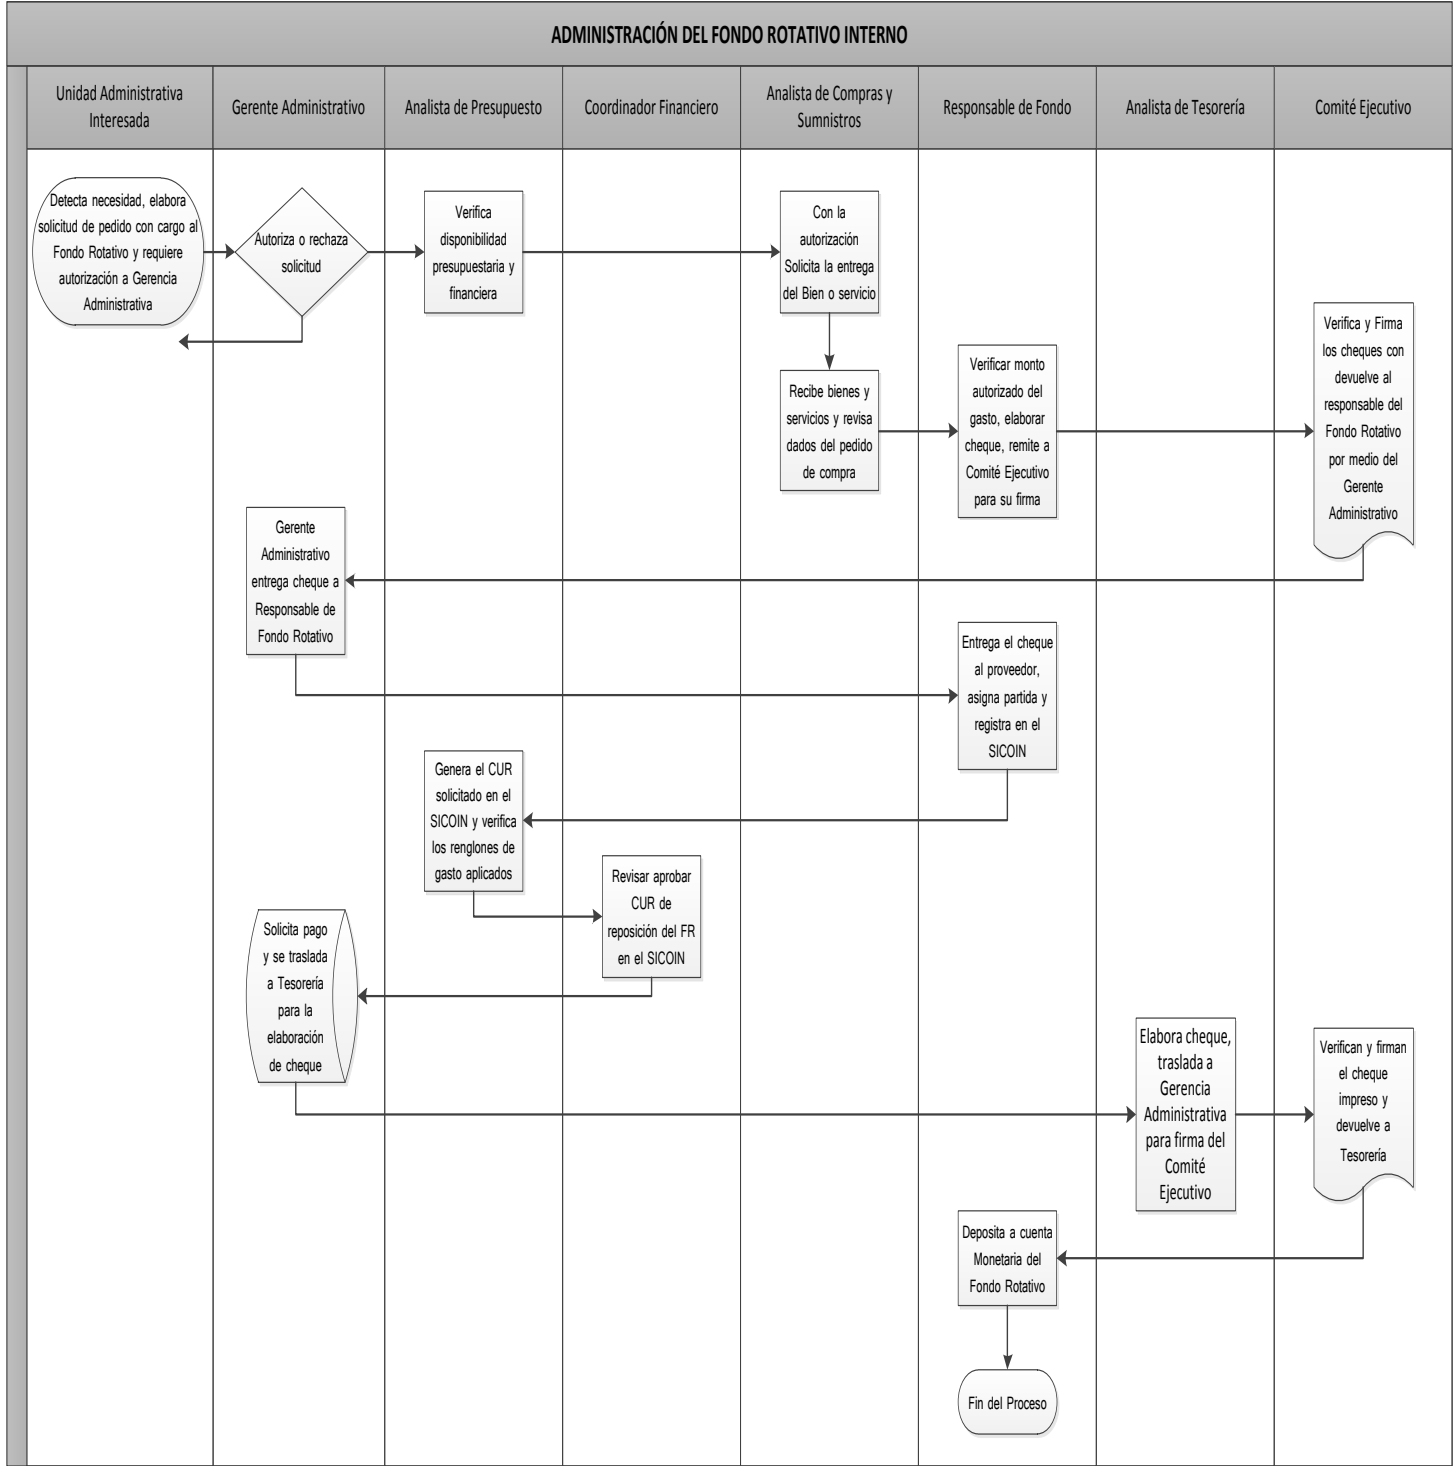 ADMINISTRACIÓN DEL FONDO ROTATIVO INTERNO
Unidad Administrativa
Interesada
Gerente Administrativo
Analista de Presupuesto
Coordinador Financiero
Analista de Compras y
Sumnistros
Responsable de Fondo
Analista de Tesorería
Comité Ejecutivo
Detecta necesidad, elabora
solicitud de pedido con cargo al
Fondo Rotativo y requiere
autorización a Gerencia
Administrativa
Autoriza o rechaza
solicitud
Verifica
disponibilidad
presupuestaria y
financiera
Con la
autorización
Solicita la entrega
del Bien o servicio
Recibe bienes y
servicios y revisa
dados del pedido
de compra
Verificar monto
autorizado del
gasto, elaborar
cheque, remite a
Comité Ejecutivo
para su firma
Verifica y Firma
los cheques con
devuelve al
responsable del
Fondo Rotativo
por medio del
Gerente
Administrativo
Gerente
Administrativo
entrega cheque a
Responsable de
Fondo Rotativo
Entrega el cheque
al proveedor,
asigna partida y
registra en el
SICOIN
Genera el CUR
solicitado en el
SICOIN y verifica
los renglones de
gasto aplicados
Revisar aprobar
CUR de
reposición del FR
en el SICOIN
Solicita pago
y se traslada
a Tesorería
para la
elaboración
de cheque
Elabora cheque,
traslada a
Gerencia
Administrativa
para firma del
Comité
Ejecutivo
Verifican y firman
el cheque
impreso y
devuelve a
Tesorería
Deposita a cuenta
Monetaria del
Fondo Rotativo
Fin del Proceso